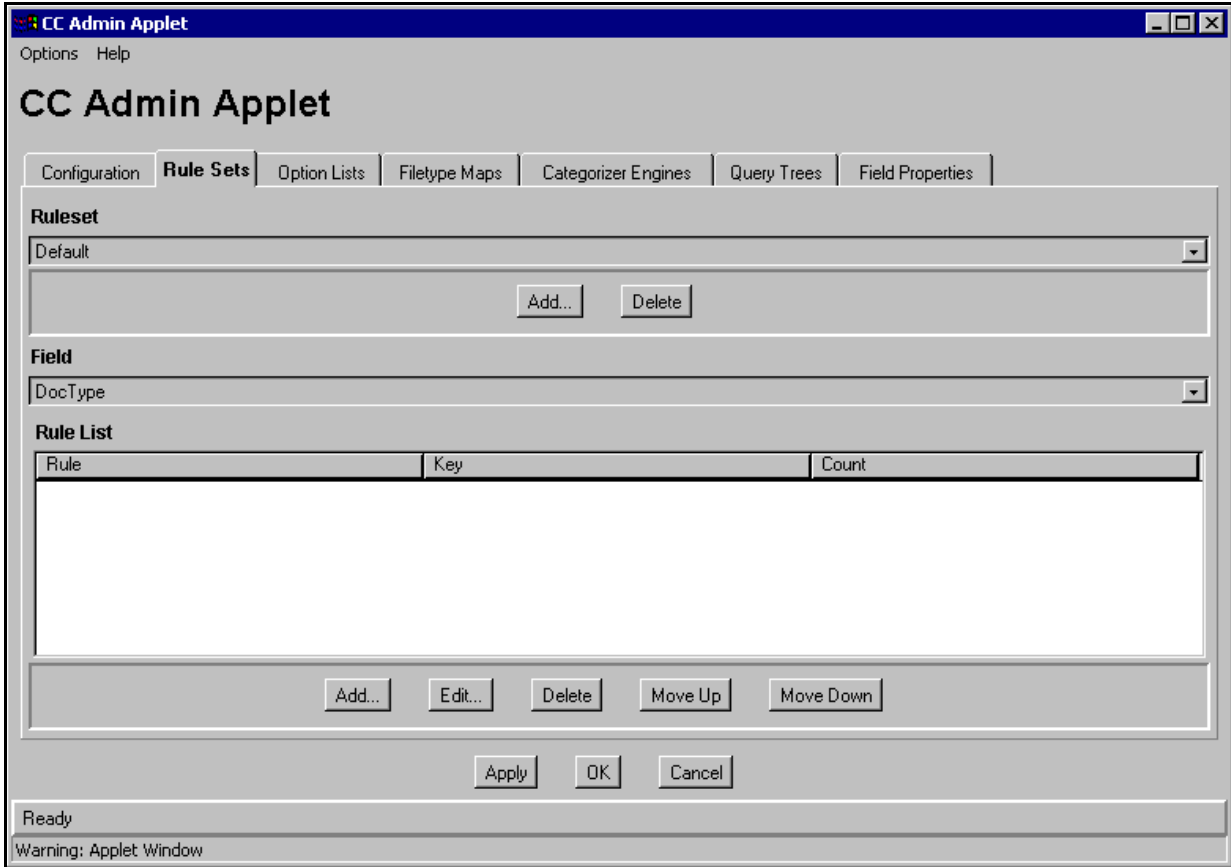 CC Admin Applet
Options Help
CC Admin Applet
Configuration Rule Sets Option Lists Filetype Maps Categorizer Engines Query Trees Field Properties
Ruleset
Default
Add... Delete
Field
DocType
Rule List
Rule Key Count
Add... Edit... Delete Move Up Move Down
Apply OK Cancel
Ready
Warning: Applet Window